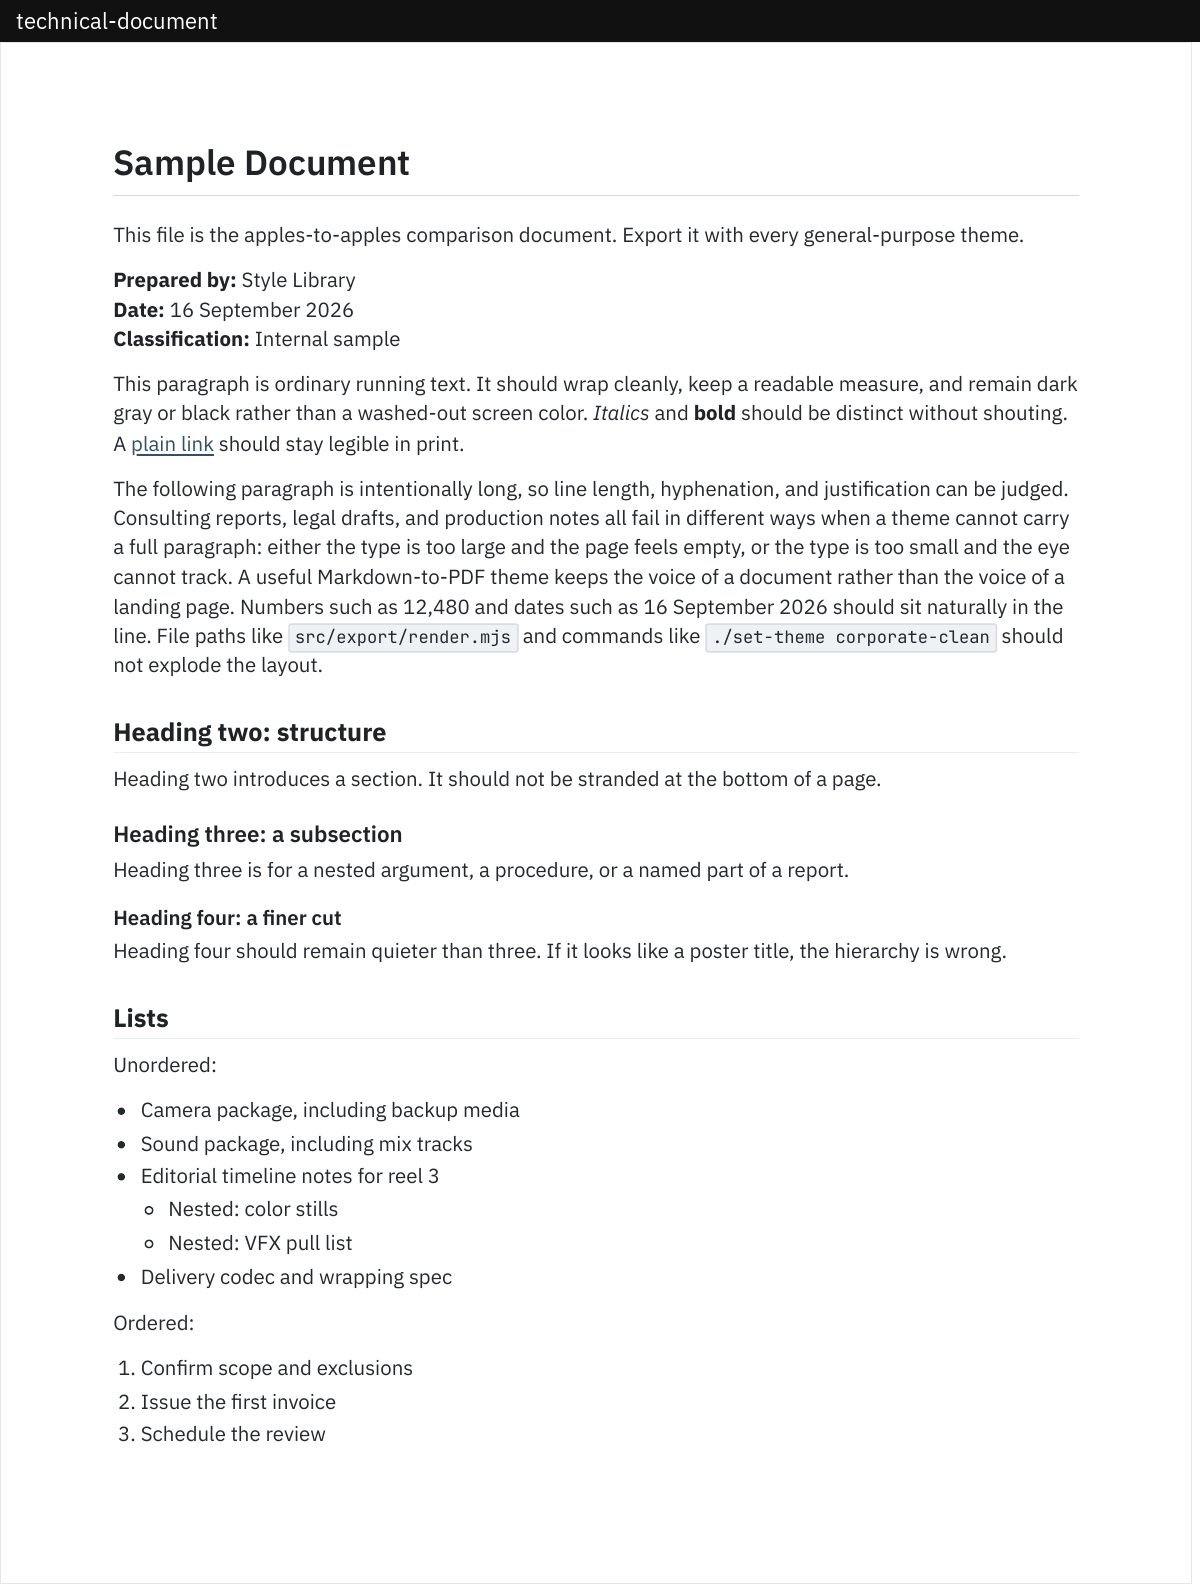 technical-document
Sample Document
This file is the apples-to-apples comparison document. Export it with every general-purpose theme.
Prepared by: Style Library
Date: 16 September 2026
Classification: Internal sample
This paragraph is ordinary running text. It should wrap cleanly, keep a readable measure, and remain dark
gray or black rather than a washed-out screen color. Italics and bold should be distinct without shouting.
A plain link should stay legible in print.
The following paragraph is intentionally long, so line length, hyphenation, and justification can be judged.
Consulting reports, legal drafts, and production notes all fail in different ways when a theme cannot carry
a full paragraph: either the type is too large and the page feels empty, or the type is too small and the eye
cannot track. A useful Markdown-to-PDF theme keeps the voice of a document rather than the voice of a
landing page. Numbers such as 12,480 and dates such as 16 September 2026 should sit naturally in the
line. File paths like src/export/render.mjs and commands like ./set-theme corporate-clean should
not explode the layout.
Heading two: structure
Heading two introduces a section. It should not be stranded at the bottom of a page.
Heading three: a subsection
Heading three is for a nested argument, a procedure, or a named part of a report.
Heading four: a finer cut
Heading four should remain quieter than three. If it looks like a poster title, the hierarchy is wrong.
Lists
Unordered:
• Camera package, including backup media
• Sound package, including mix tracks
• Editorial timeline notes for reel 3
◦ Nested: color stills
◦ Nested: VFX pull list
• Delivery codec and wrapping spec
Ordered:
1. Confirm scope and exclusions
2. Issue the first invoice
3. Schedule the review